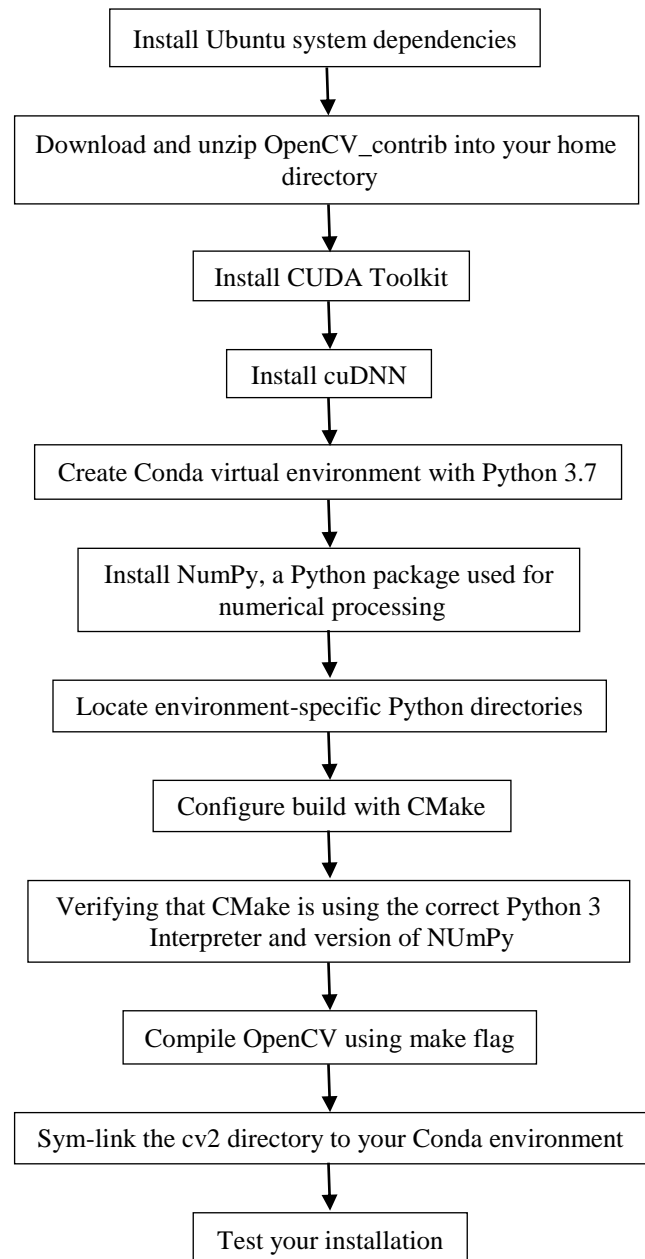 Install Ubuntu system dependencies
Download and unzip OpenCV_contrib into your home
directory
Install CUDA Toolkit
Install cuDNN
Create Conda virtual environment with Python 3.7
Install NumPy, a Python package used for
numerical processing
Locate environment-specific Python directories
Configure build with CMake
Verifying that CMake is using the correct Python 3
Interpreter and version of NUmPy
Compile OpenCV using make flag
Sym-link the cv2 directory to your Conda environment
Test your installation